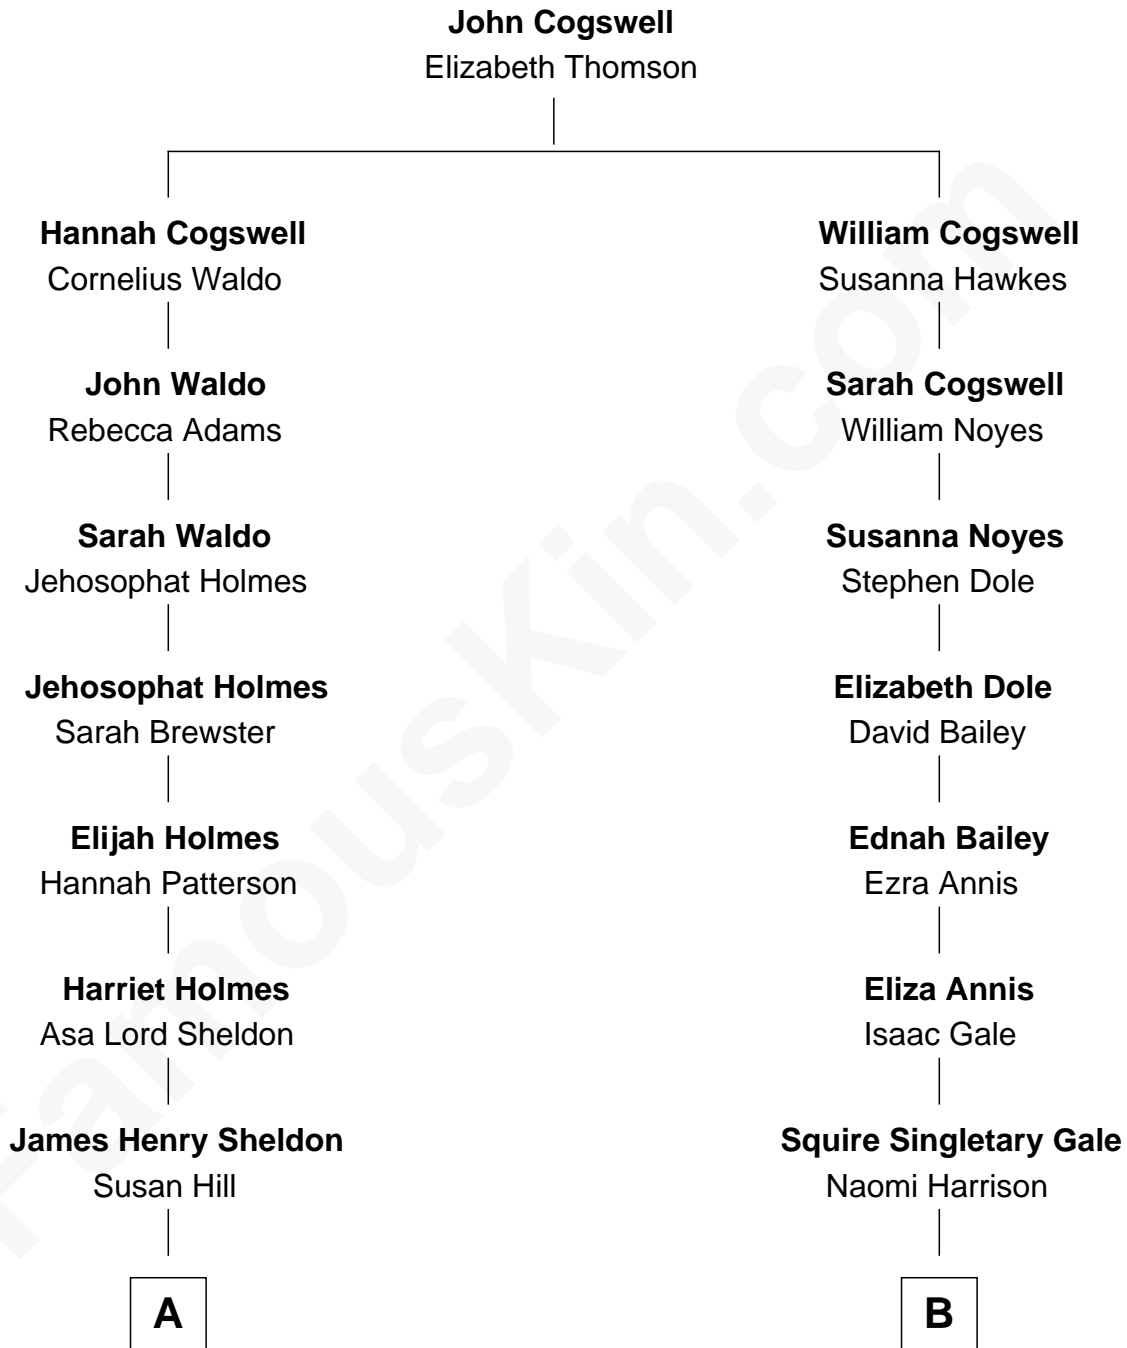 John Cogswell
Elizabeth Thomson
Hannah Cogswell
Cornelius Waldo
William Cogswell
Susanna Hawkes
John Waldo
Rebecca Adams
Sarah Cogswell
William Noyes
Sarah Waldo
Jehosophat Holmes
Susanna Noyes
Stephen Dole
Jehosophat Holmes
Sarah Brewster
Elizabeth Dole
David Bailey
Elijah Holmes
Hannah Patterson
Ednah Bailey
Ezra Annis
Harriet Holmes
Asa Lord Sheldon
Eliza Annis
Isaac Gale
James Henry Sheldon
Susan Hill
Squire Singletary Gale
Naomi Harrison
A
B
FamousKin.com